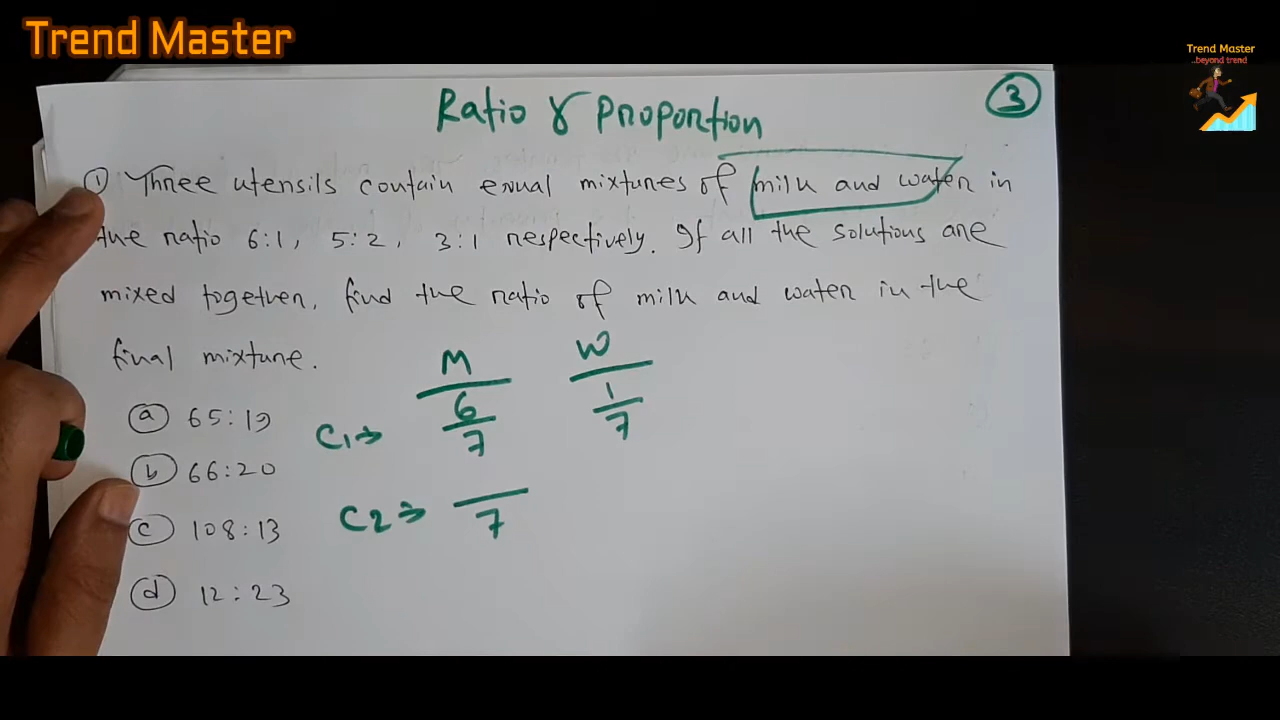 Trend Master
Trend Master
..beyond trend
Ratio & Proportion
3
1) Three utensils contain equal mixtures of milk and water in
the ratio 6:1, 5:2, 3:1 respectively. If all the solutions are
mixed together, find the ratio of milk and water in the
final mixture.
M W
a 65:19
b 66:20
c 108:13
d 12:23
C1⇒ 6/7 1/7
C2⇒ /7